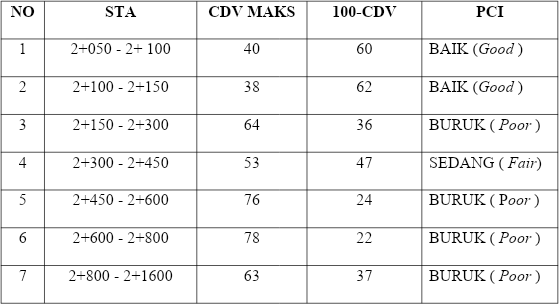 NO STA CDV MAKS 100-CDV PCI
1 2+050 - 2+ 100 40 60 BAIK (Good )
2 2+100 - 2+150 38 62 BAIK (Good )
3 2+150 - 2+300 64 36 BURUK ( Poor )
4 2+300 - 2+450 53 47 SEDANG ( Fair)
5 2+450 - 2+600 76 24 BURUK ( Poor )
6 2+600 - 2+800 78 22 BURUK ( Poor )
7 2+800 - 2+1600 63 37 BURUK ( Poor )